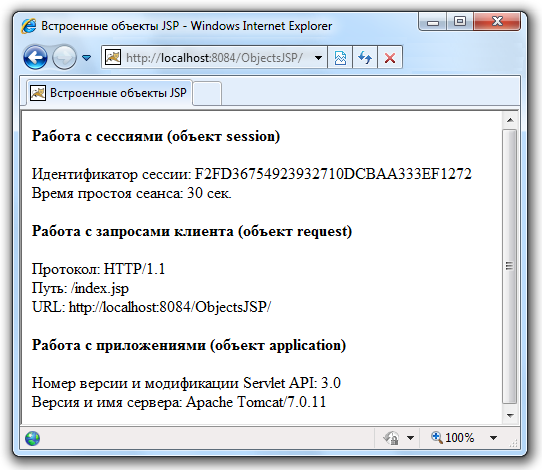 Встроенные объекты JSP - Windows Internet Explorer
http://localhost:8084/ObjectsJSP/
Встроенные объекты JSP
Работа с сессиями (объект session)
Идентификатор сессии: F2FD36754923932710DCBAA333EF1272
Время простоя сеанса: 30 сек.
Работа с запросами клиента (объект request)
Протокол: HTTP/1.1
Путь: /index.jsp
URL: http://localhost:8084/ObjectsJSP/
Работа с приложениями (объект application)
Номер версии и модификации Servlet API: 3.0
Версия и имя сервера: Apache Tomcat/7.0.11
100%